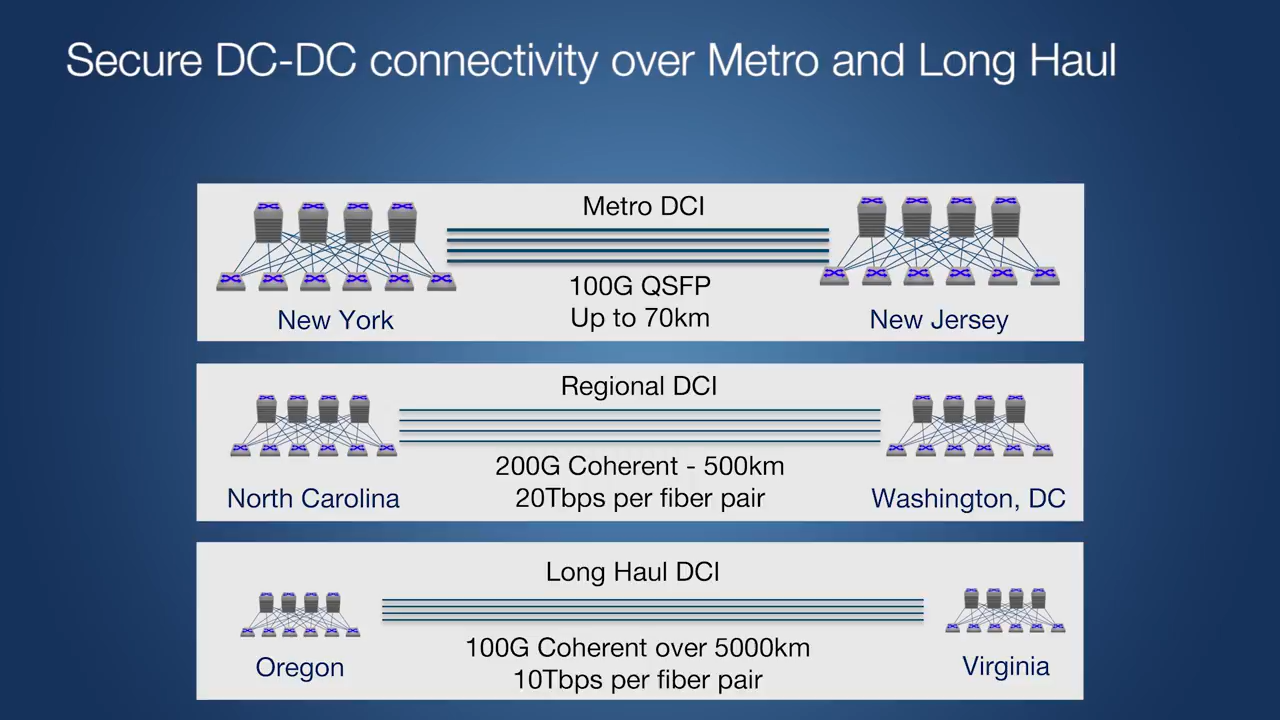 Secure DC-DC connectivity over Metro and Long Haul
Metro DCI
100G QSFP
Up to 70km
New York
New Jersey
Regional DCI
200G Coherent - 500km
20Tbps per fiber pair
North Carolina
Washington, DC
Long Haul DCI
100G Coherent over 5000km
10Tbps per fiber pair
Oregon
Virginia